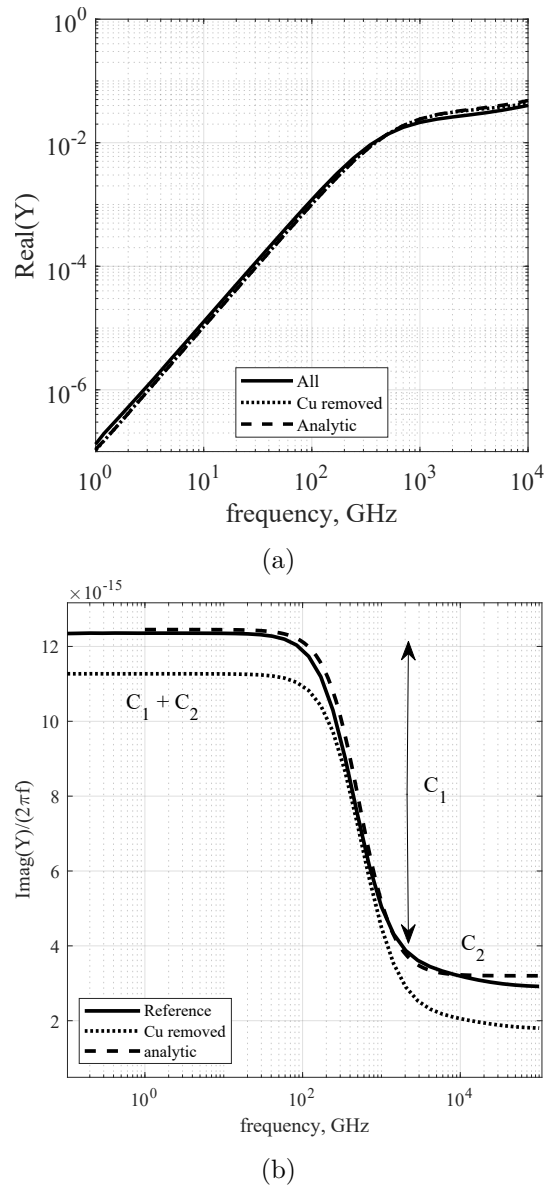 10^0
10^-2
10^-4
10^-6
Real(Y)
All
Cu removed
Analytic
10^0 10^1 10^2 10^3 10^4
frequency, GHz
(a)
×10^-15
12
10
8
6
4
2
Imag(Y)/(2πf)
C_1 + C_2
C_1
C_2
Reference
Cu removed
analytic
10^0 10^2 10^4
frequency, GHz
(b)